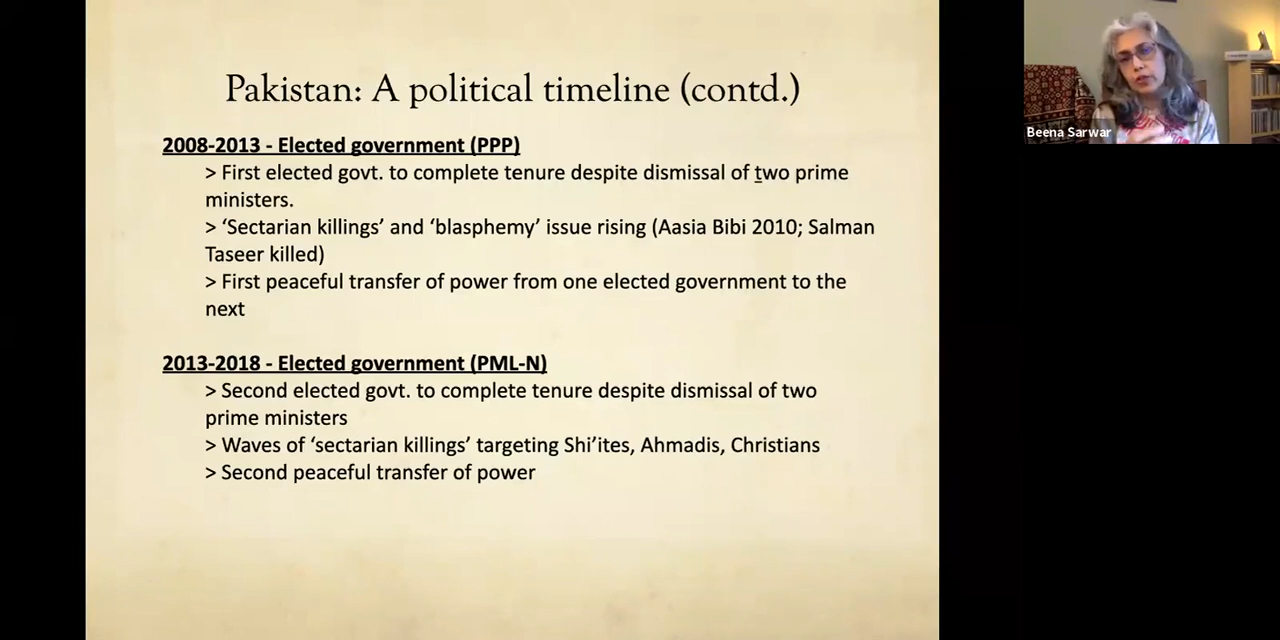 Pakistan: A political timeline (contd.)
2008-2013 - Elected government (PPP)
> First elected govt. to complete tenure despite dismissal of two prime
ministers.
> ‘Sectarian killings’ and ‘blasphemy’ issue rising (Aasia Bibi 2010; Salman
Taseer killed)
> First peaceful transfer of power from one elected government to the
next
2013-2018 - Elected government (PML-N)
> Second elected govt. to complete tenure despite dismissal of two
prime ministers
> Waves of ‘sectarian killings’ targeting Shi’ites, Ahmadis, Christians
> Second peaceful transfer of power
Beena Sarwar